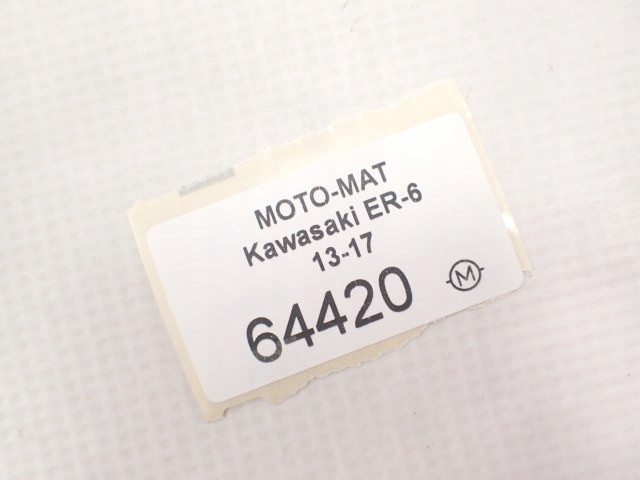 MOTO-MAT
Kawasaki ER-6
13-17
64420
M